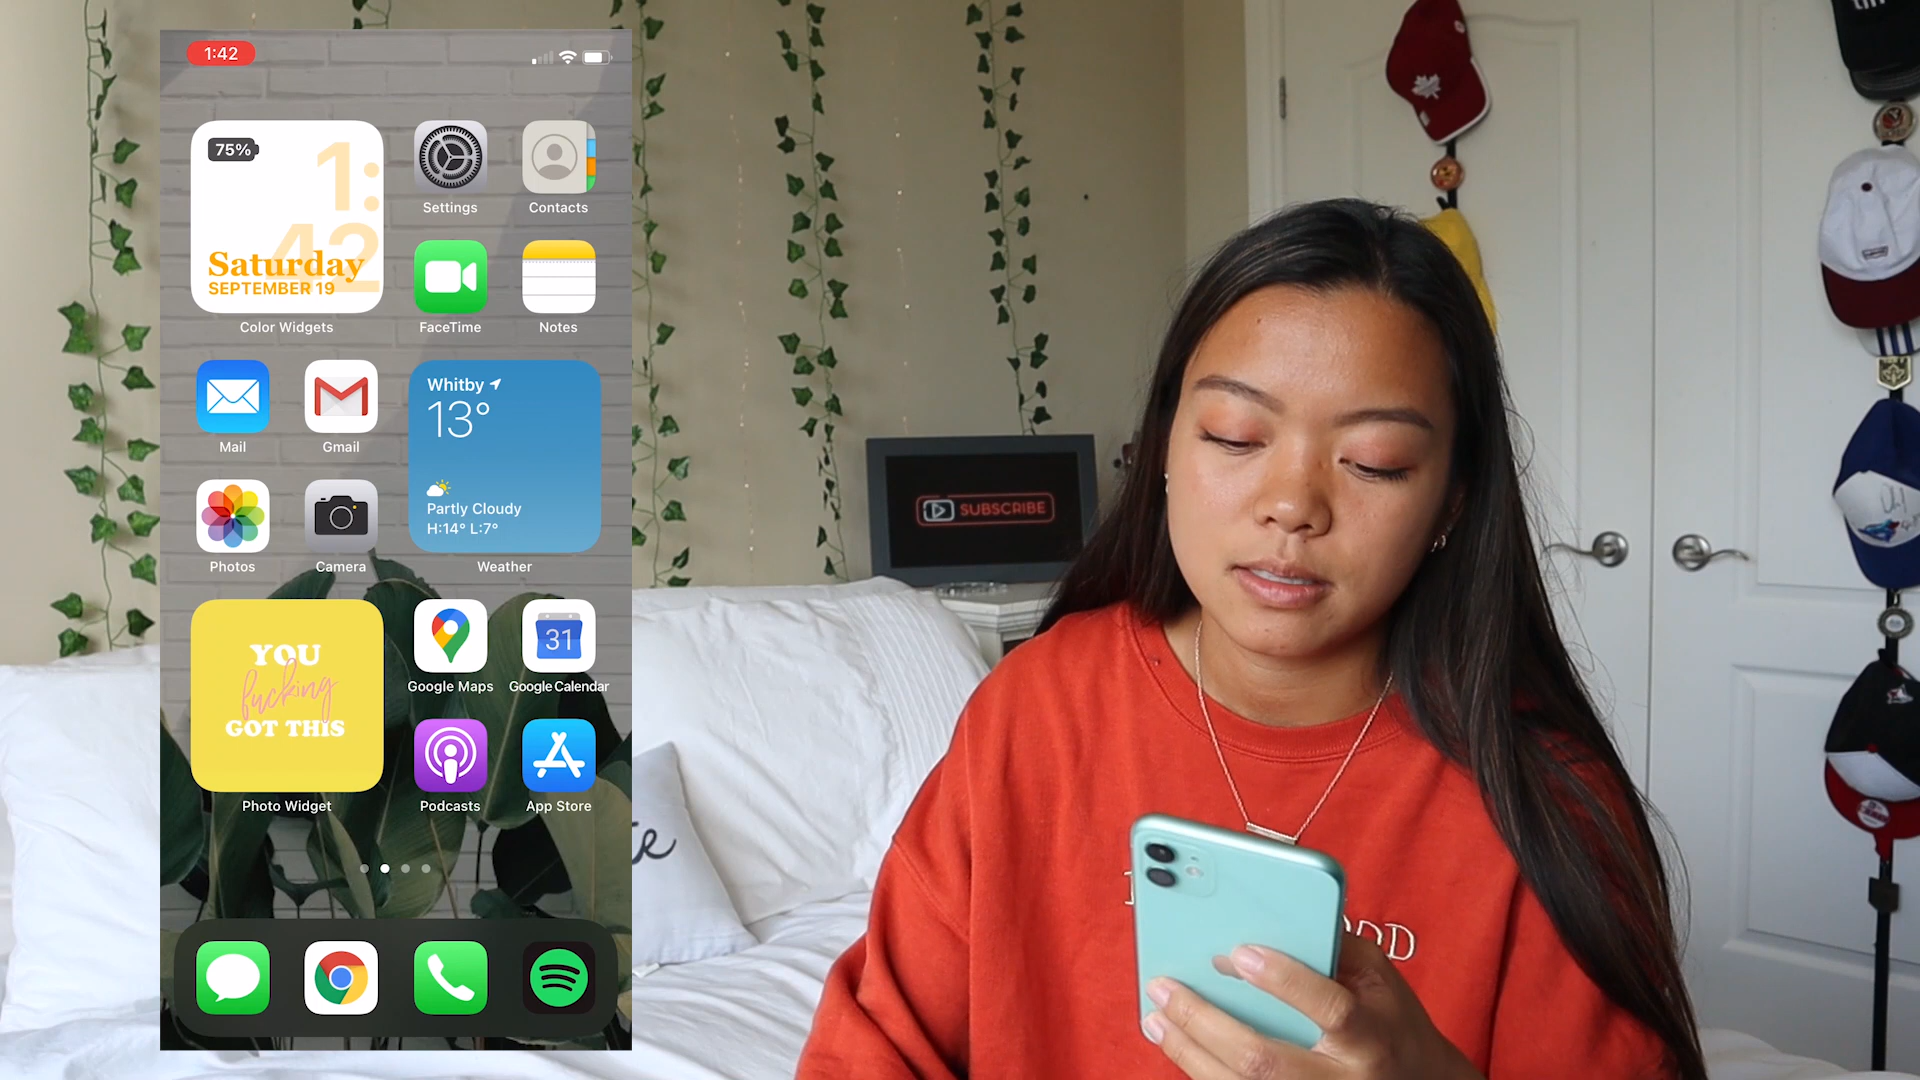 1:42
75%
1:
42
Saturday
SEPTEMBER 19
Color Widgets
Settings
Contacts
FaceTime
Notes
Mail
Gmail
Whitby
13°
Partly Cloudy
H:14° L:7°
Photos
Camera
Weather
YOU
fucking
GOT THIS
Google Maps
31
Google Calendar
Photo Widget
Podcasts
App Store
SUBSCRIBE